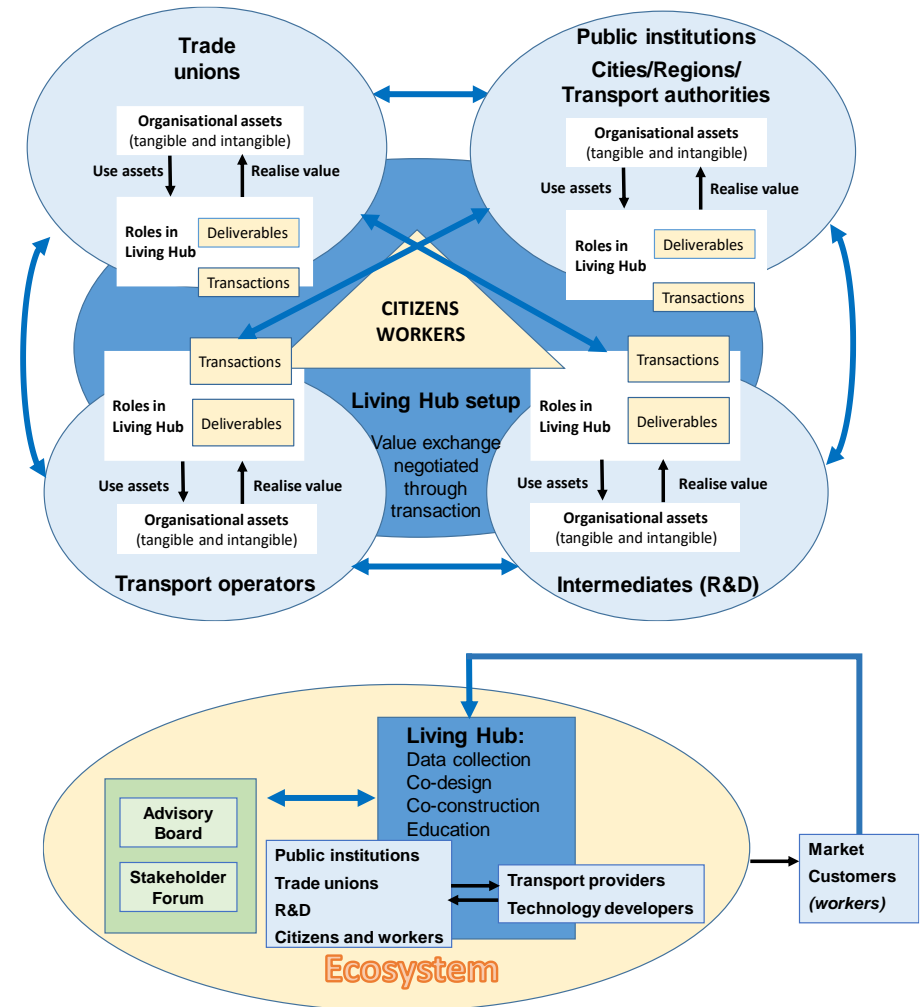 Trade
unions
Organisational assets
(tangible and intangible)
Use assets
Realise value
Roles in
Living Hub
Deliverables
Transactions
Public institutions
Cities/Regions/
Transport authorities
Organisational assets
(tangible and intangible)
Use assets
Realise value
Roles in
Living Hub
Deliverables
Transactions
CITIZENS
WORKERS
Living Hub setup
Value exchange
negotiated
through
transaction
Transactions
Roles in
Living Hub
Deliverables
Use assets
Realise value
Organisational assets
(tangible and intangible)
Transport operators
Transactions
Roles in
Living Hub
Deliverables
Use assets
Realise value
Organisational assets
(tangible and intangible)
Intermediates (R&D)
Living Hub:
Data collection
Co-design
Co-construction
Education
Advisory
Board
Stakeholder
Forum
Public institutions
Trade unions
R&D
Citizens and workers
Transport providers
Technology developers
Market
Customers
(workers)
Ecosystem